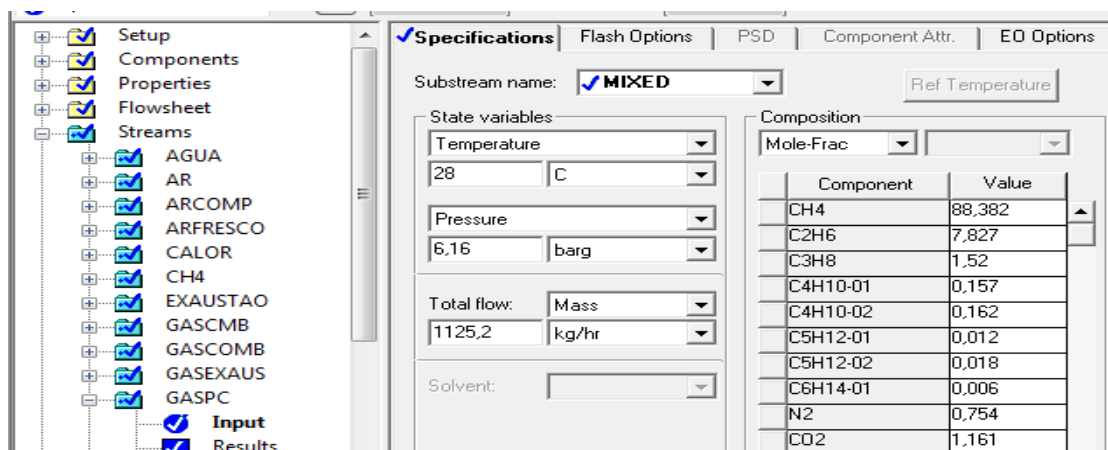 Setup
Components
Properties
Flowsheet
Streams
AGUA
AR
ARCOMP
ARFRESCO
CALOR
CH4
EXAUSTAO
GASCMB
GASCOMB
GASEXAUS
GASPC
Input
Results
Specifications Flash Options PSD Component Attr. EO Options
Substream name: MIXED Ref Temperature
State variables
Temperature
28 C
Pressure
6,16 barg
Total flow: Mass
1125,2 kg/hr
Solvent:
Composition
Mole-Frac
Component Value
CH4 88,382
C2H6 7,827
C3H8 1,52
C4H10-01 0,157
C4H10-02 0,162
C5H12-01 0,012
C5H12-02 0,018
C6H14-01 0,006
N2 0,754
CO2 1,161